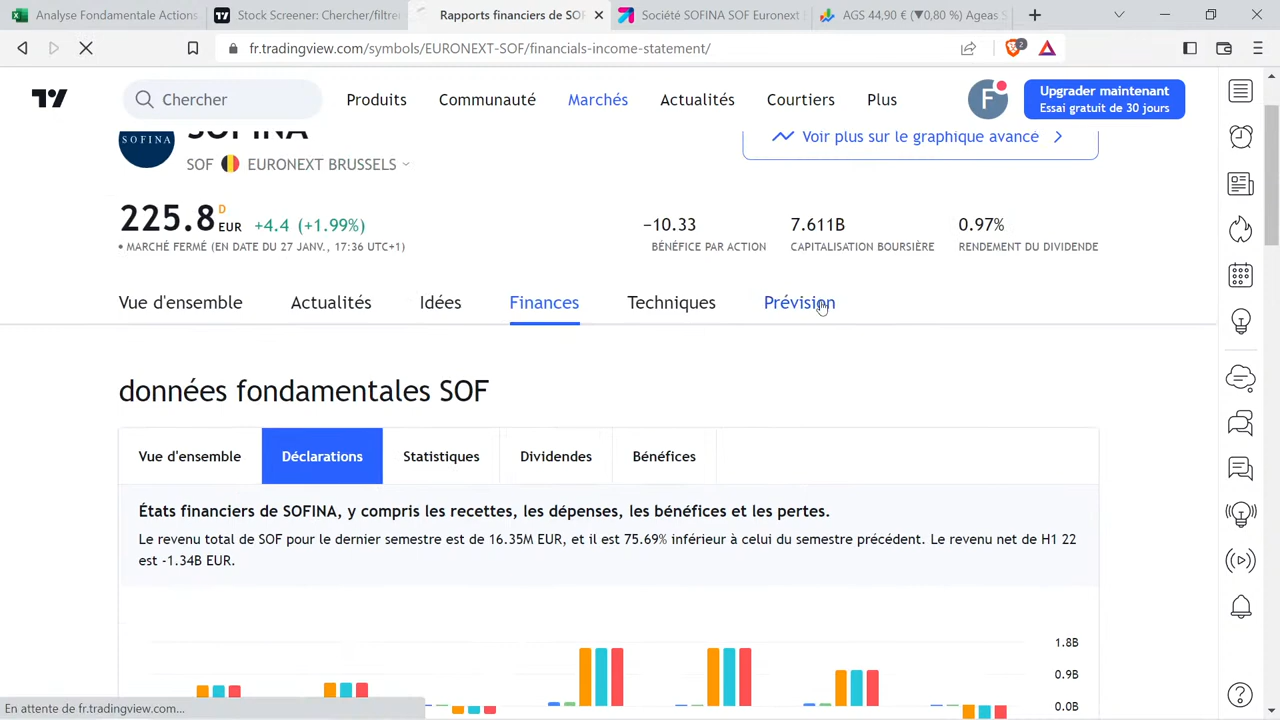 Analyse Fondamentale Actions
Stock Screener: Chercher/filtrer
Rapports financiers de SOF
Société SOFINA SOF Euronext
AGS 44,90 € (▼0,80 %) Ageas S
fr.tradingview.com/symbols/EURONEXT-SOF/financials-income-statement/
2
Chercher
Produits
Communauté
Marchés
Actualités
Courtiers
Plus
F
Upgrader maintenant
Essai gratuit de 30 jours
SOFINA
SOFINA
SOF EURONEXT BRUSSELS
Voir plus sur le graphique avancé
225.8 D EUR +4.4 (+1.99%)
• MARCHÉ FERMÉ (EN DATE DU 27 JANV., 17:36 UTC+1)
−10.33
BÉNÉFICE PAR ACTION
7.611B
CAPITALISATION BOURSIÈRE
0.97%
RENDEMENT DU DIVIDENDE
Vue d'ensemble
Actualités
Idées
Finances
Techniques
Prévision
données fondamentales SOF
Vue d'ensemble
Déclarations
Statistiques
Dividendes
Bénéfices
États financiers de SOFINA, y compris les recettes, les dépenses, les bénéfices et les pertes.
Le revenu total de SOF pour le dernier semestre est de 16.35M EUR, et il est 75.69% inférieur à celui du semestre précédent. Le revenu net de H1 22
est -1.34B EUR.
1.8B
0.9B
0.0B
En attente de fr.tradingview.com...